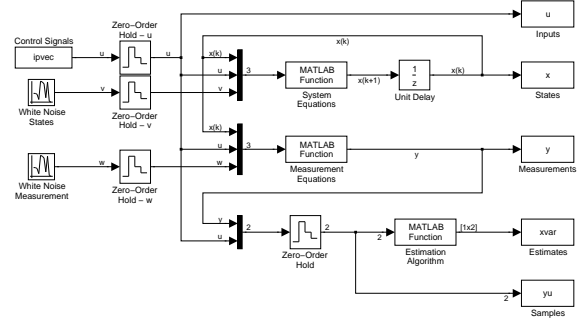 Zero–Order
Hold – u
u
Inputs
x(k)
Control Signals
ipvec
u
u
x(k)
u
v
3
MATLAB
Function
System
Equations
x(k+1)
1
z
Unit Delay
x(k)
x
States
White Noise
States
v
Zero–Order
Hold – v
x(k)
u
w
3
MATLAB
Function
Measurement
Equations
y
y
Measurements
White Noise
Measurement
w
Zero–Order
Hold – w
y
u
2
Zero–Order
Hold
2
2
MATLAB
Function
Estimation
Algorithm
[1x2]
xvar
Estimates
2
yu
Samples